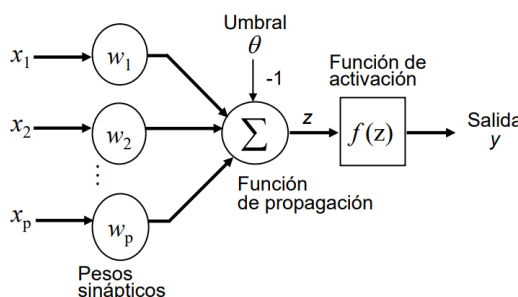 Umbral
θ
-1
x1
w1
x2
w2
⋮
xp
wp
Pesos
sinápticos
Σ
Función
de propagación
z
Función de
activación
f(z)
Salida
y